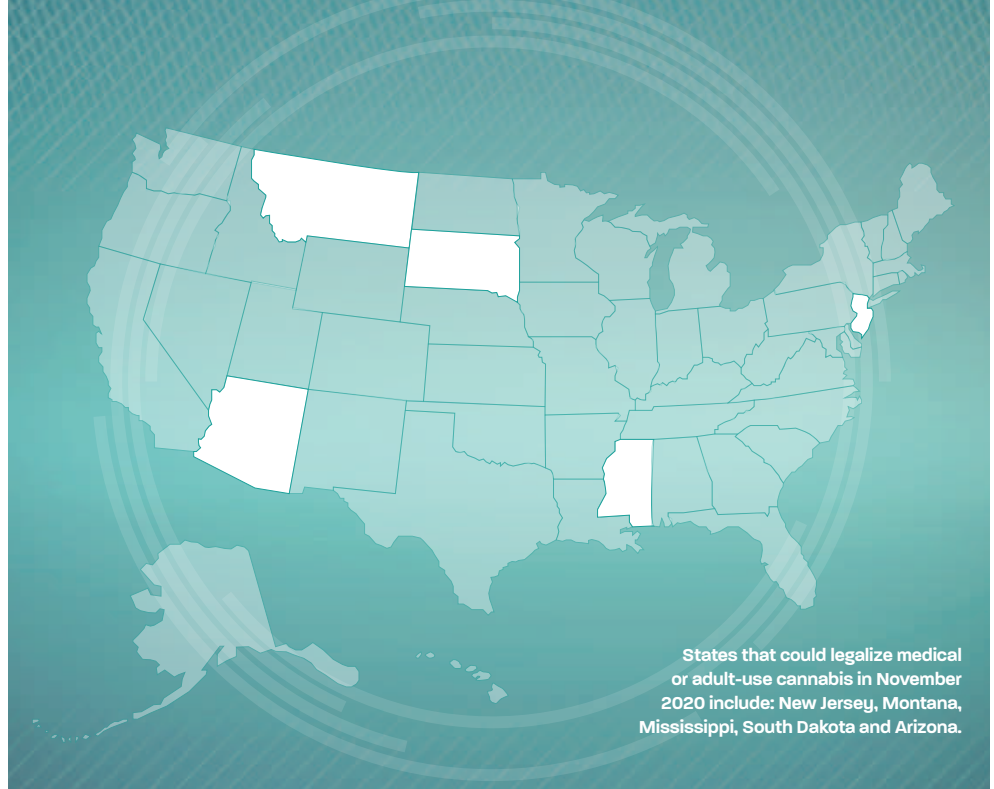 States that could legalize medical
or adult-use cannabis in November
2020 include: New Jersey, Montana,
Mississippi, South Dakota and Arizona.